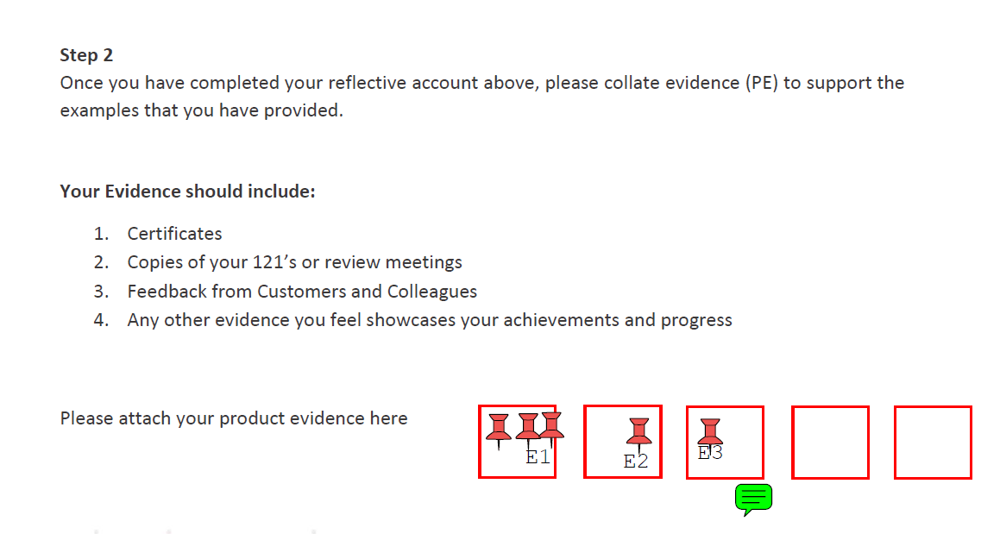 Step 2
Once you have completed your reflective account above, please collate evidence (PE) to support the
examples that you have provided.
Your Evidence should include:
1. Certificates
2. Copies of your 121’s or review meetings
3. Feedback from Customers and Colleagues
4. Any other evidence you feel showcases your achievements and progress
Please attach your product evidence here
E1 E2 E3